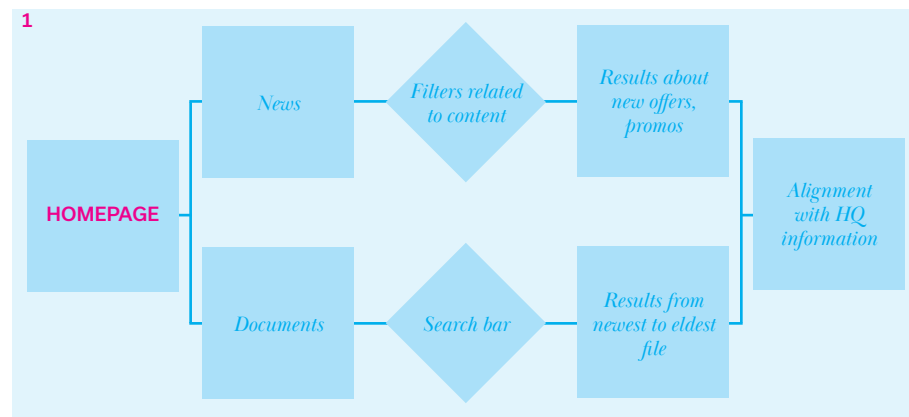 1
HOMEPAGE
News
Filters related
to content
Results about
new offers,
promos
Documents
Search bar
Results from
newest to eldest
file
Alignment
with HQ
information